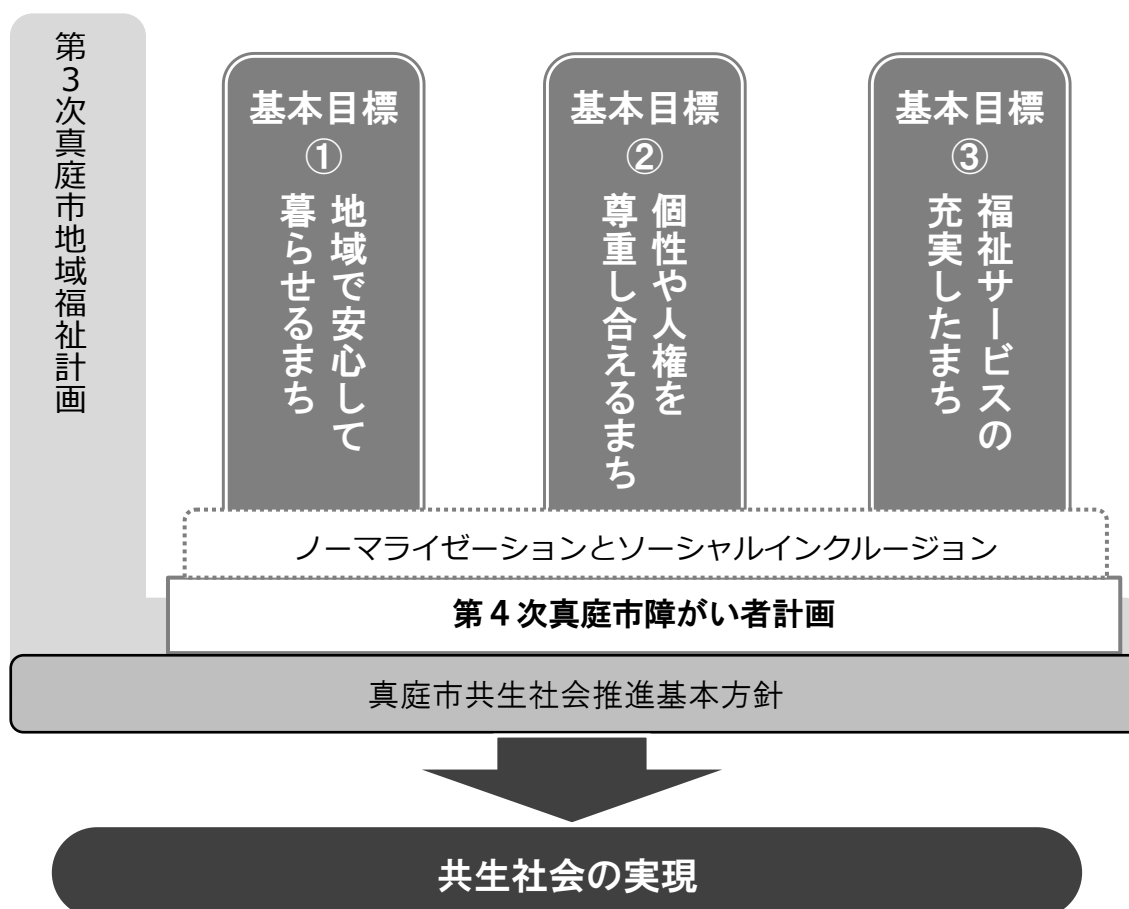 第３次真庭市地域福祉計画
基本目標
①
地域で安心して
暮らせるまち
基本目標
②
個性や人権を
尊重し合えるまち
基本目標
③
福祉サービスの
充実したまち
ノーマライゼーションとソーシャルインクルージョン
第４次真庭市障がい者計画
真庭市共生社会推進基本方針
共生社会の実現